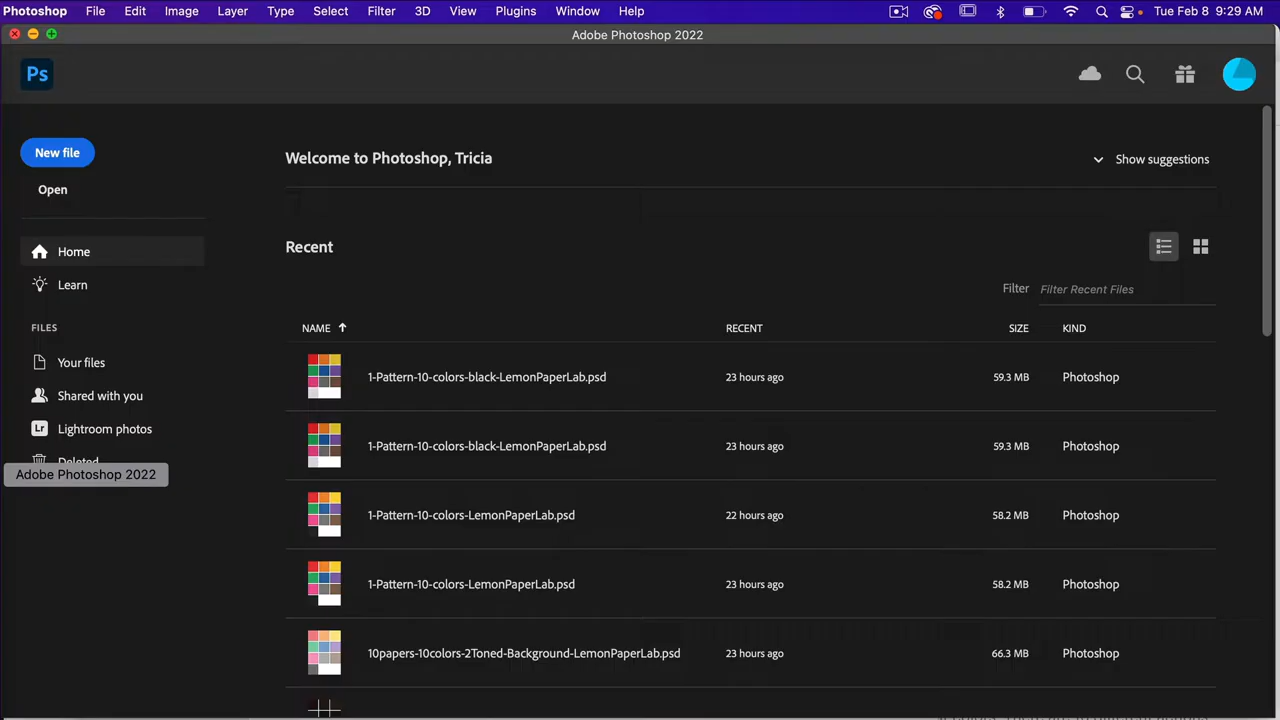 Photoshop File Edit Image Layer Type Select Filter 3D View Plugins Window Help Tue Feb 8 9:29 AM
Adobe Photoshop 2022
Ps
New file
Welcome to Photoshop, Tricia
Show suggestions
Open
Home
Recent
Learn
Filter Filter Recent Files
FILES
NAME RECENT SIZE KIND
Your files
1-Pattern-10-colors-black-LemonPaperLab.psd 23 hours ago 59.3 MB Photoshop
Shared with you
Lr Lightroom photos
1-Pattern-10-colors-black-LemonPaperLab.psd 23 hours ago 59.3 MB Photoshop
Deleted
Adobe Photoshop 2022
1-Pattern-10-colors-LemonPaperLab.psd 22 hours ago 58.2 MB Photoshop
1-Pattern-10-colors-LemonPaperLab.psd 23 hours ago 58.2 MB Photoshop
10papers-10colors-2Toned-Background-LemonPaperLab.psd 23 hours ago 66.3 MB Photoshop